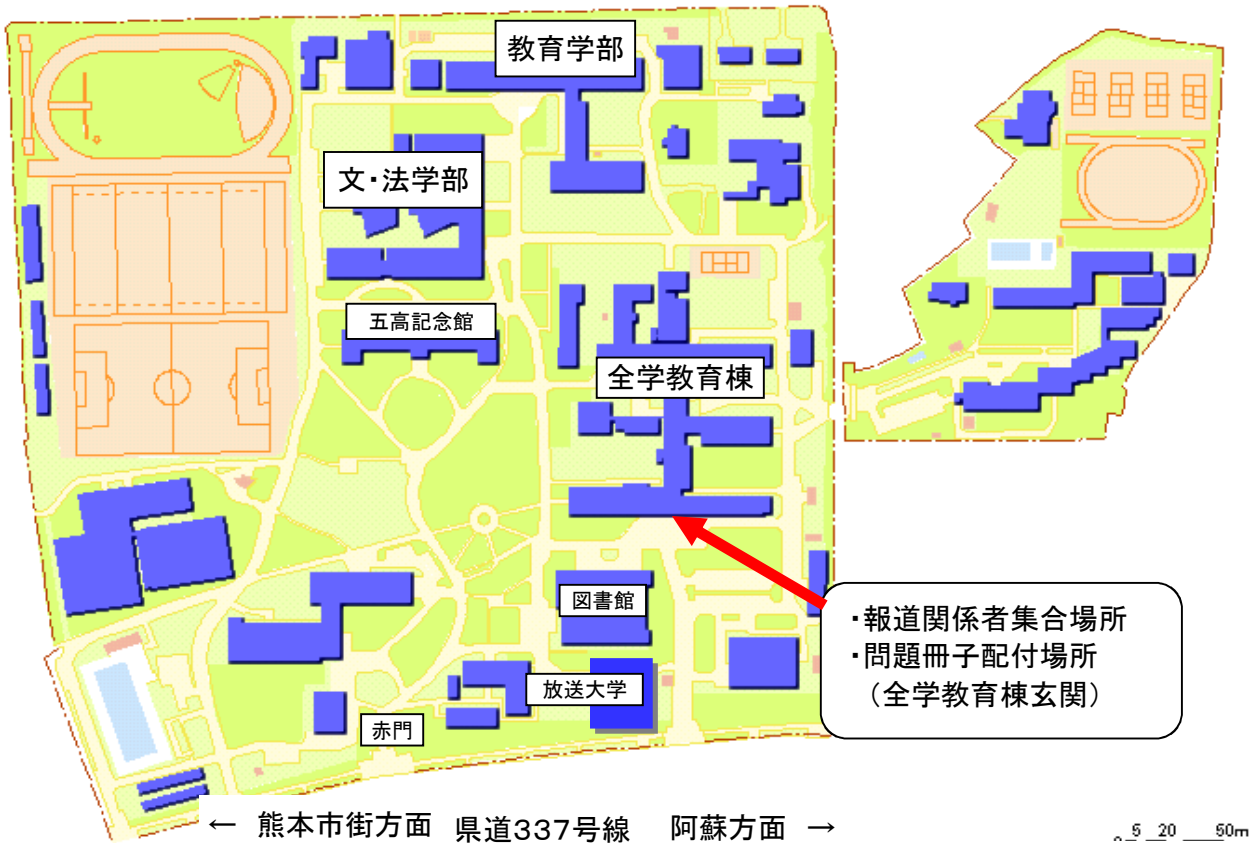 教育学部
文・法学部
五高記念館
全学教育棟
図書館
・報道関係者集合場所
・問題冊子配付場所
（全学教育棟玄関）
放送大学
赤門
← 熊本市街方面 県道337号線 阿蘇方面 →
0 5 20 50m